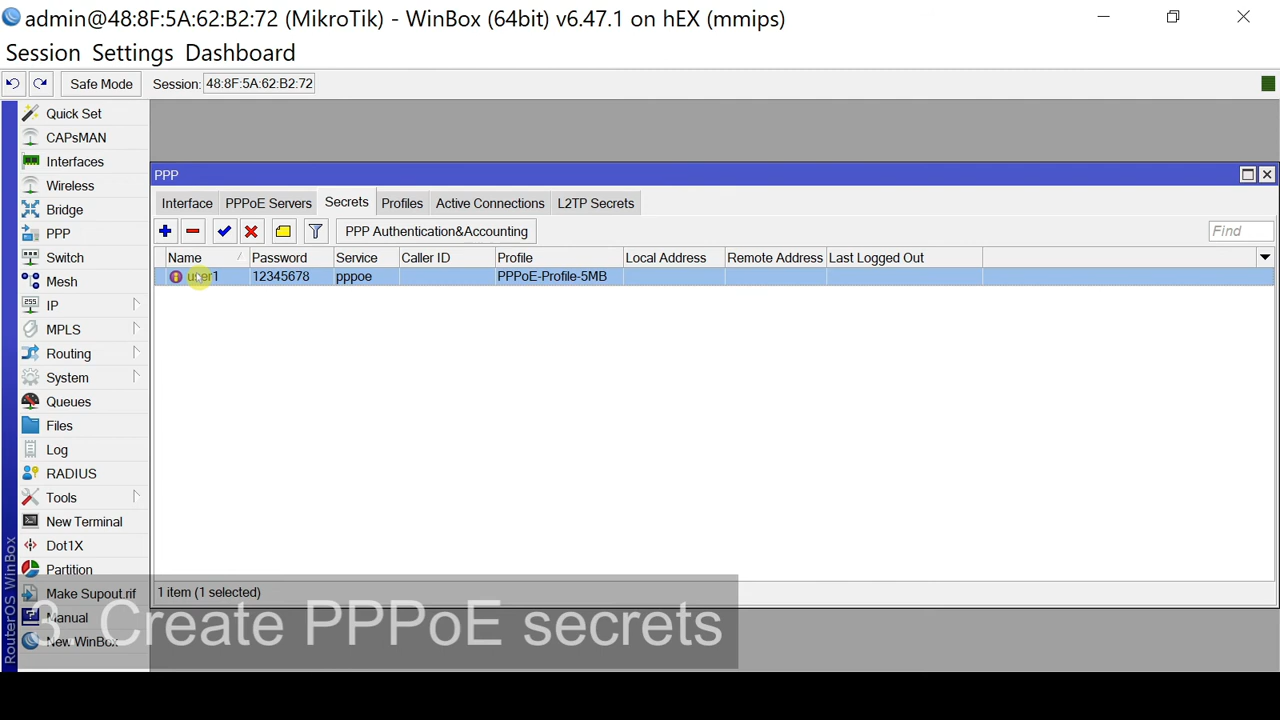 admin@48:8F:5A:62:B2:72 (MikroTik) - WinBox (64bit) v6.47.1 on hEX (mmips)
Session Settings Dashboard
Safe Mode Session: 48:8F:5A:62:B2:72
Quick Set
CAPsMAN
Interfaces
Wireless
Bridge
PPP
Switch
Mesh
IP
MPLS
Routing
System
Queues
Files
Log
RADIUS
Tools
New Terminal
Dot1X
Partition
Make Supout.rif
Manual
New WinBox
RouterOS WinBox
PPP
Interface PPPoE Servers Secrets Profiles Active Connections L2TP Secrets
PPP Authentication&Accounting Find
Name Password Service Caller ID Profile Local Address Remote Address Last Logged Out
user1 12345678 pppoe PPPoE-Profile-5MB
1 item (1 selected)
3. Create PPPoE secrets